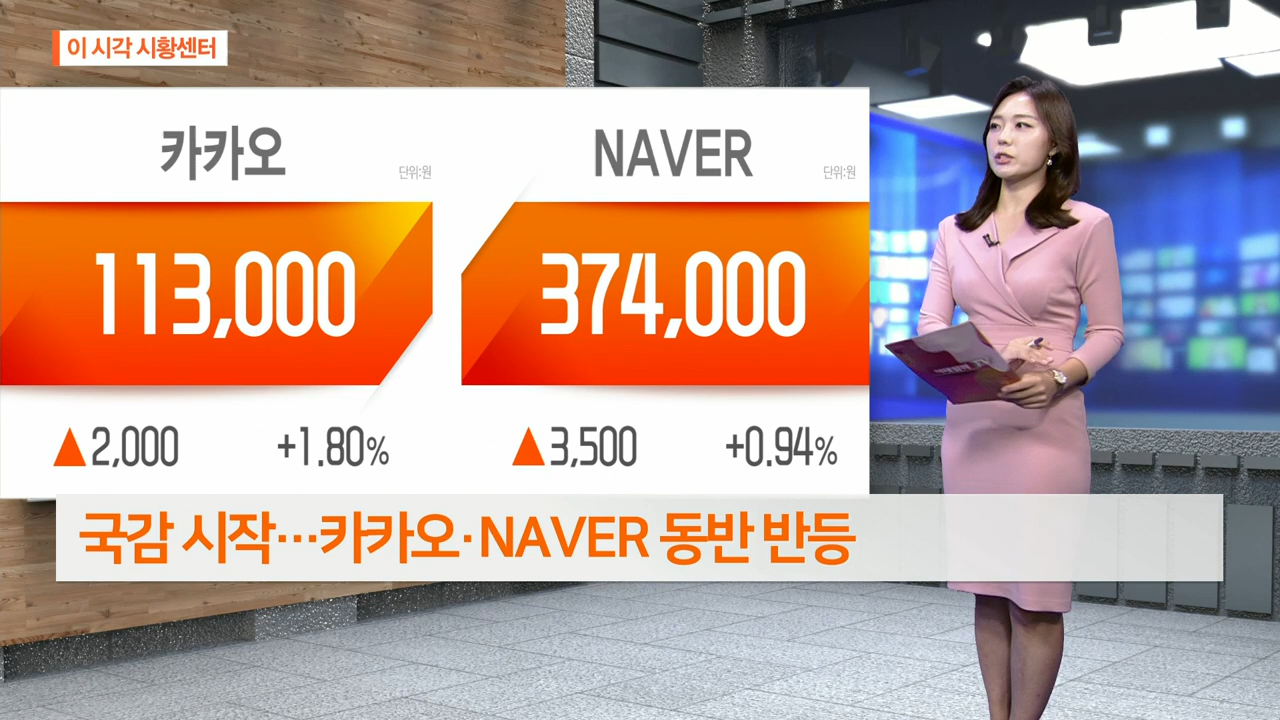 이 시각 시황센터
카카오
단위:원
NAVER
단위:원
113,000
374,000
▲2,000 +1.80%
▲3,500 +0.94%
국감 시작…카카오·NAVER 동반 반등